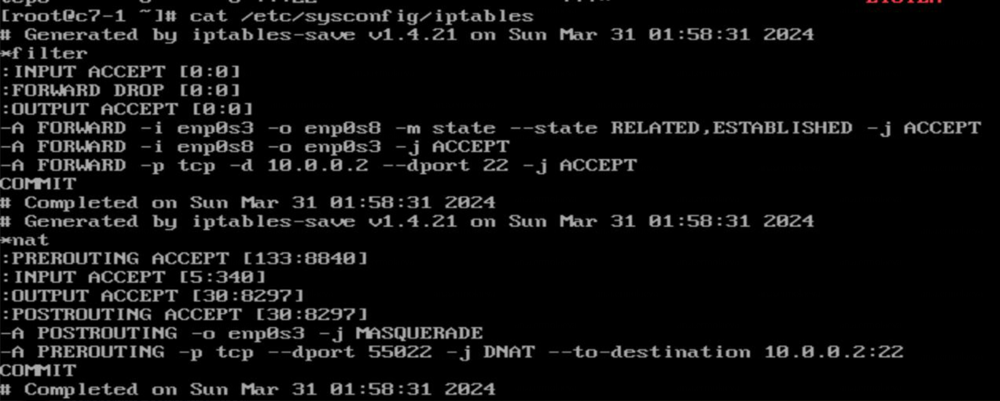 [root@c7-1 ~]# cat /etc/sysconfig/iptables
# Generated by iptables-save v1.4.21 on Sun Mar 31 01:58:31 2024
*filter
:INPUT ACCEPT [0:0]
:FORWARD DROP [0:0]
:OUTPUT ACCEPT [0:0]
-A FORWARD -i enp0s3 -o enp0s8 -m state --state RELATED,ESTABLISHED -j ACCEPT
-A FORWARD -i enp0s8 -o enp0s3 -j ACCEPT
-A FORWARD -p tcp -d 10.0.0.2 --dport 22 -j ACCEPT
COMMIT
# Completed on Sun Mar 31 01:58:31 2024
# Generated by iptables-save v1.4.21 on Sun Mar 31 01:58:31 2024
*nat
:PREROUTING ACCEPT [133:8840]
:INPUT ACCEPT [5:340]
:OUTPUT ACCEPT [30:8297]
:POSTROUTING ACCEPT [30:8297]
-A POSTROUTING -o enp0s3 -j MASQUERADE
-A PREROUTING -p tcp --dport 55022 -j DNAT --to-destination 10.0.0.2:22
COMMIT
# Completed on Sun Mar 31 01:58:31 2024